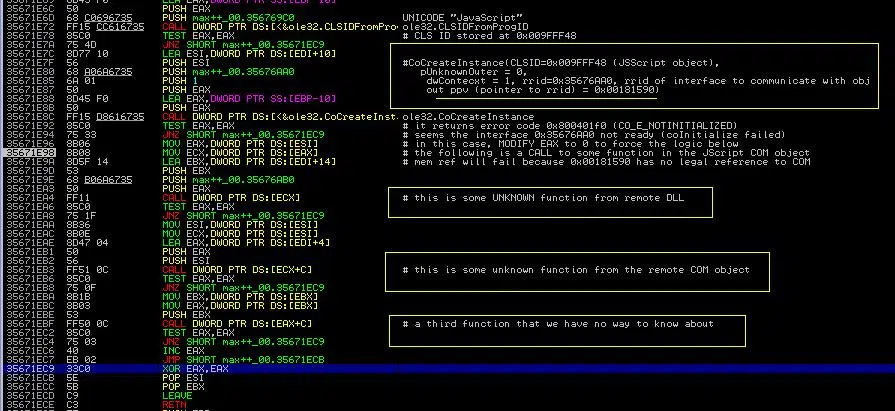 35671E6C 50 PUSH EAX
35671E6D 68 C0696735 PUSH max++_00.356769C0 UNICODE "JavaScript"
35671E72 FF15 CC616735 CALL DWORD PTR DS:[<&ole32.CLSIDFromPro ole32.CLSIDFromProgID
35671E78 85C0 TEST EAX,EAX # CLS ID stored at 0x009FFF48
35671E7A 75 4D JNZ SHORT max++_00.35671EC9
35671E7C 8D77 10 LEA ESI,DWORD PTR DS:[EDI+10]
35671E7F 56 PUSH ESI #CoCreateInstance(CLSID=0x009FFF48 (JSScript object),
35671E80 68 A06A6735 PUSH max++_00.35676AA0 pUnknownOuter = 0,
35671E85 6A 01 PUSH 1 dwContecxt = 1, rrid=0x35676AA0, rrid of interface to communicate with obj
35671E87 50 PUSH EAX out ppv (pointer to rrid) = 0x00181590)
35671E88 8D45 F0 LEA EAX,DWORD PTR SS:[EBP-10]
35671E8B 50 PUSH EAX
35671E8C FF15 D8616735 CALL DWORD PTR DS:[<&ole32.CoCreateInst ole32.CoCreateInstance
35671E92 85C0 TEST EAX,EAX # it returns error code 0x800401f0 (CO_E_NOTINITIALIZED)
35671E94 75 33 JNZ SHORT max++_00.35671EC9 # seems the interface 0x35676AA0 not ready (coInitialize failed)
35671E96 8B06 MOV EAX,DWORD PTR DS:[ESI] # in this case, MODIFY EAX to 0 to force the logic below
35671E98 8B08 MOV ECX,DWORD PTR DS:[EAX] # the following is a CALL to some function in the JScript COM object
35671E9A 8D5F 14 LEA EBX,DWORD PTR DS:[EDI+14] # mem ref will fail because 0x00181590 has no legal reference to COM
35671E9D 53 PUSH EBX
35671E9E 68 B06A6735 PUSH max++_00.35676AB0
35671EA3 50 PUSH EAX
35671EA4 FF11 CALL DWORD PTR DS:[ECX] # this is some UNKNOWN function from remote DLL
35671EA6 85C0 TEST EAX,EAX
35671EA8 75 1F JNZ SHORT max++_00.35671EC9
35671EAA 8B36 MOV ESI,DWORD PTR DS:[ESI]
35671EAC 8B0E MOV ECX,DWORD PTR DS:[ESI]
35671EAE 8D47 04 LEA EAX,DWORD PTR DS:[EDI+4]
35671EB1 50 PUSH EAX
35671EB2 56 PUSH ESI
35671EB3 FF51 0C CALL DWORD PTR DS:[ECX+C] # this is some unknown function from the remote COM object
35671EB6 85C0 TEST EAX,EAX
35671EB8 75 0F JNZ SHORT max++_00.35671EC9
35671EBA 8B1B MOV EBX,DWORD PTR DS:[EBX]
35671EBC 8B03 MOV EAX,DWORD PTR DS:[EBX]
35671EBE 53 PUSH EBX
35671EBF FF50 0C CALL DWORD PTR DS:[EAX+C] # a third function that we have no way to know about
35671EC2 85C0 TEST EAX,EAX
35671EC4 75 03 JNZ SHORT max++_00.35671EC9
35671EC6 40 INC EAX
35671EC7 EB 02 JMP SHORT max++_00.35671ECB
35671EC9 33C0 XOR EAX,EAX
35671ECB 5E POP ESI
35671ECC 5B POP EBX
35671ECD C9 LEAVE
35671ECE C3 RETN